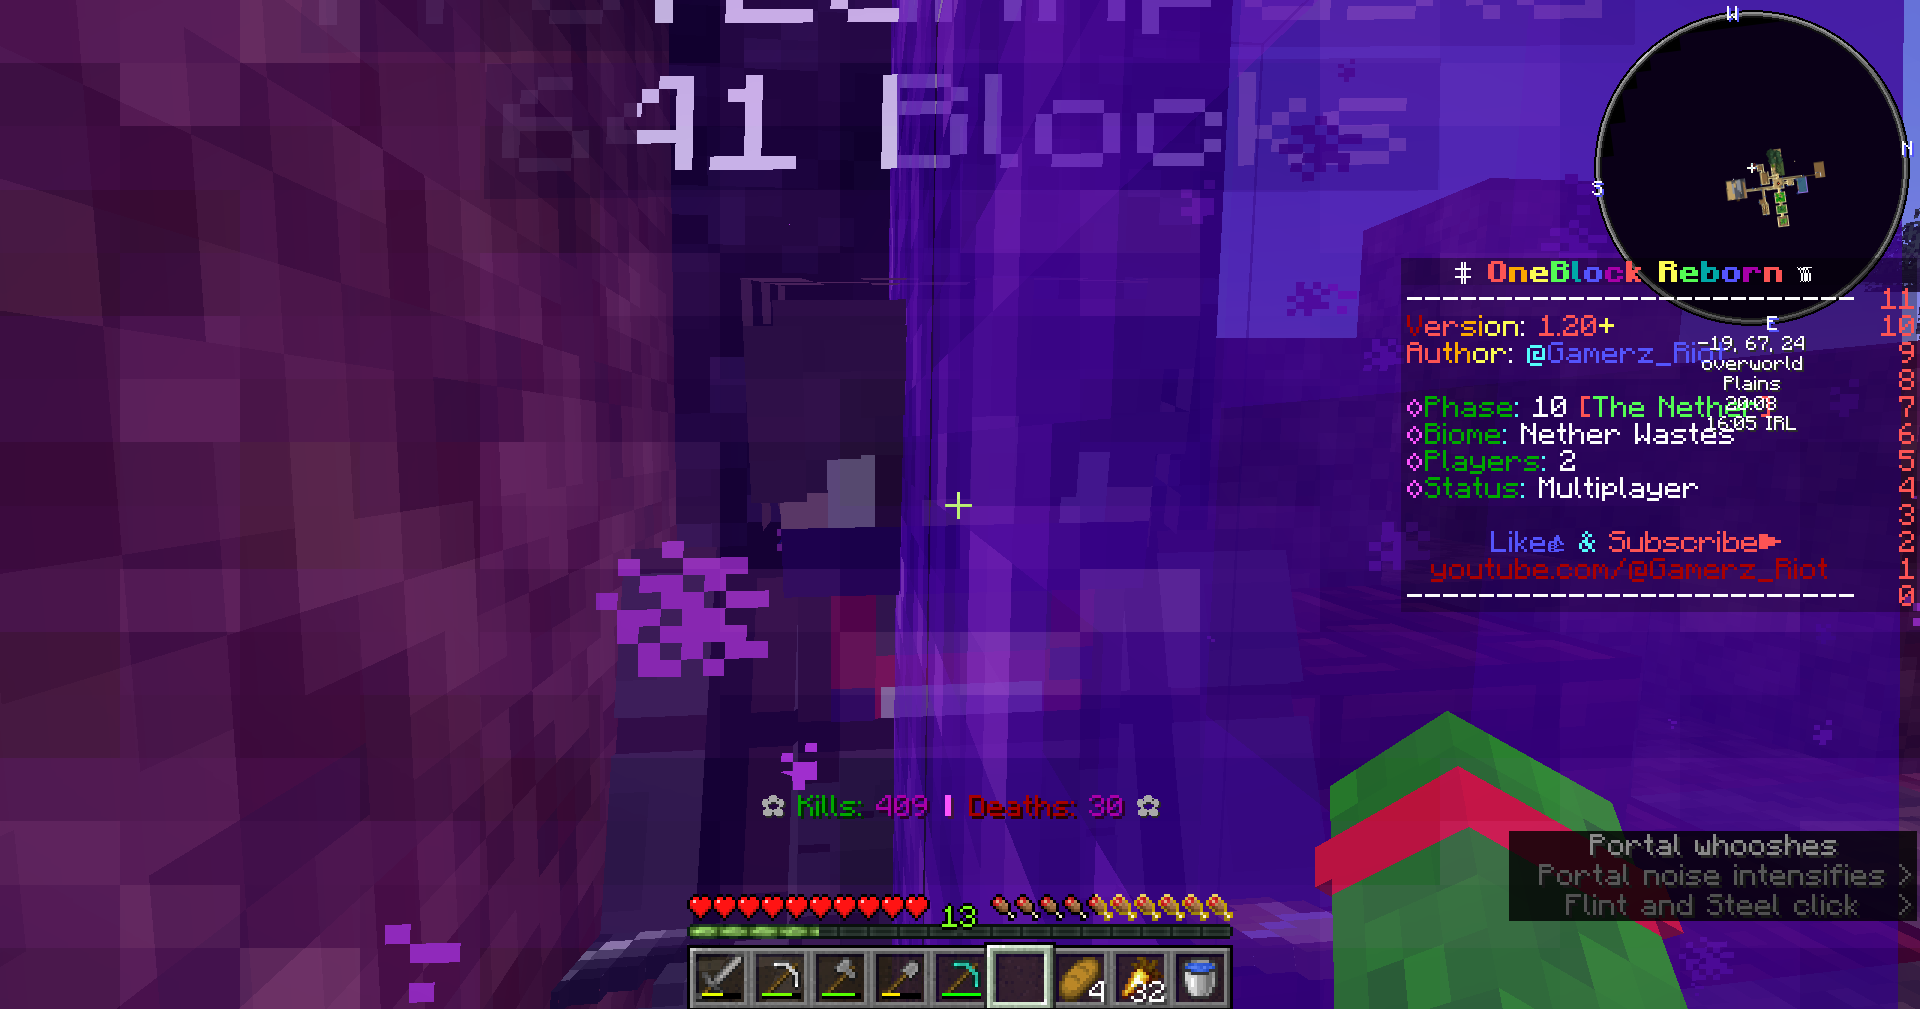 641 Blocks
W
N
S
E
OneBlock Reborn
Version: 1.20+
Author: @Gamerz_Riot
-19, 67, 24
overworld
Plains
20:08
16:05 IRL
Phase: 10 [The Nether]
Biome: Nether Wastes
Players: 2
Status: Multiplayer
Like & Subscribe
youtube.com/@Gamerz_Riot
11
10
9
8
7
6
5
4
3
2
1
0
Kills: 409 | Deaths: 30
Portal whooshes
Portal noise intensifies >
Flint and Steel click >
13
4
32